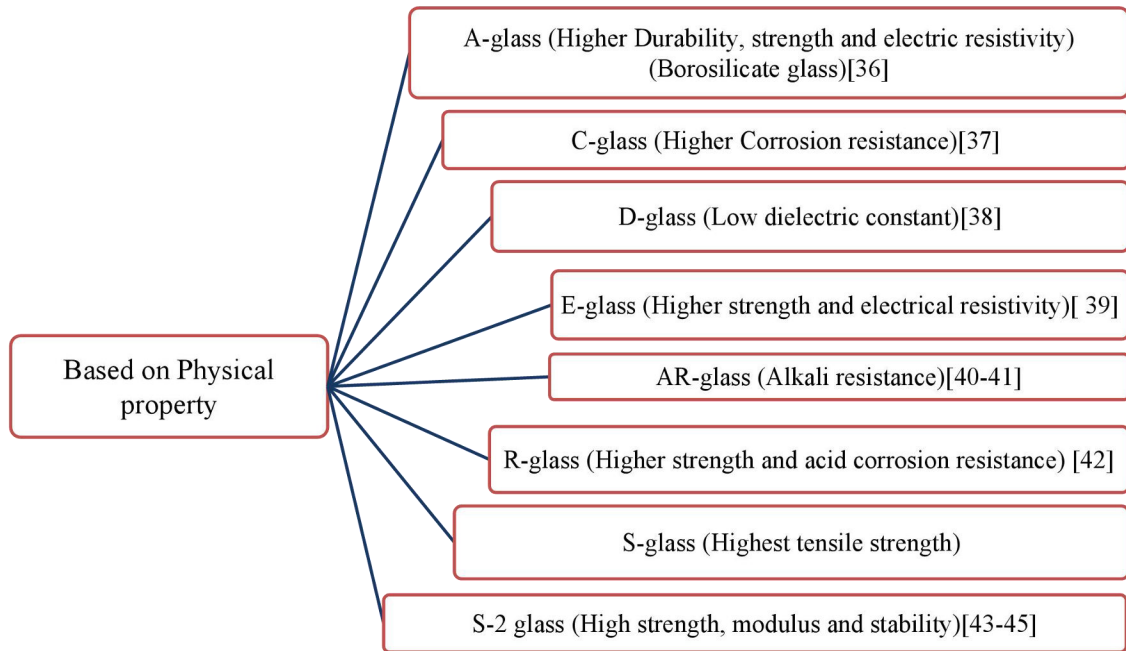 A-glass (Higher Durability, strength and electric resistivity)
(Borosilicate glass)[36]
C-glass (Higher Corrosion resistance)[37]
D-glass (Low dielectric constant)[38]
E-glass (Higher strength and electrical resistivity)[ 39]
Based on Physical
property
AR-glass (Alkali resistance)[40-41]
R-glass (Higher strength and acid corrosion resistance) [42]
S-glass (Highest tensile strength)
S-2 glass (High strength, modulus and stability)[43-45]